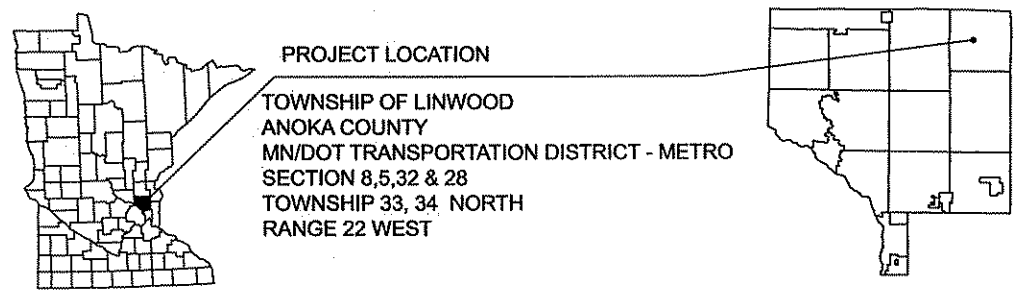 PROJECT LOCATION
TOWNSHIP OF LINWOOD
ANOKA COUNTY
MN/DOT TRANSPORTATION DISTRICT - METRO
SECTION 8,5,32 & 28
TOWNSHIP 33, 34 NORTH
RANGE 22 WEST